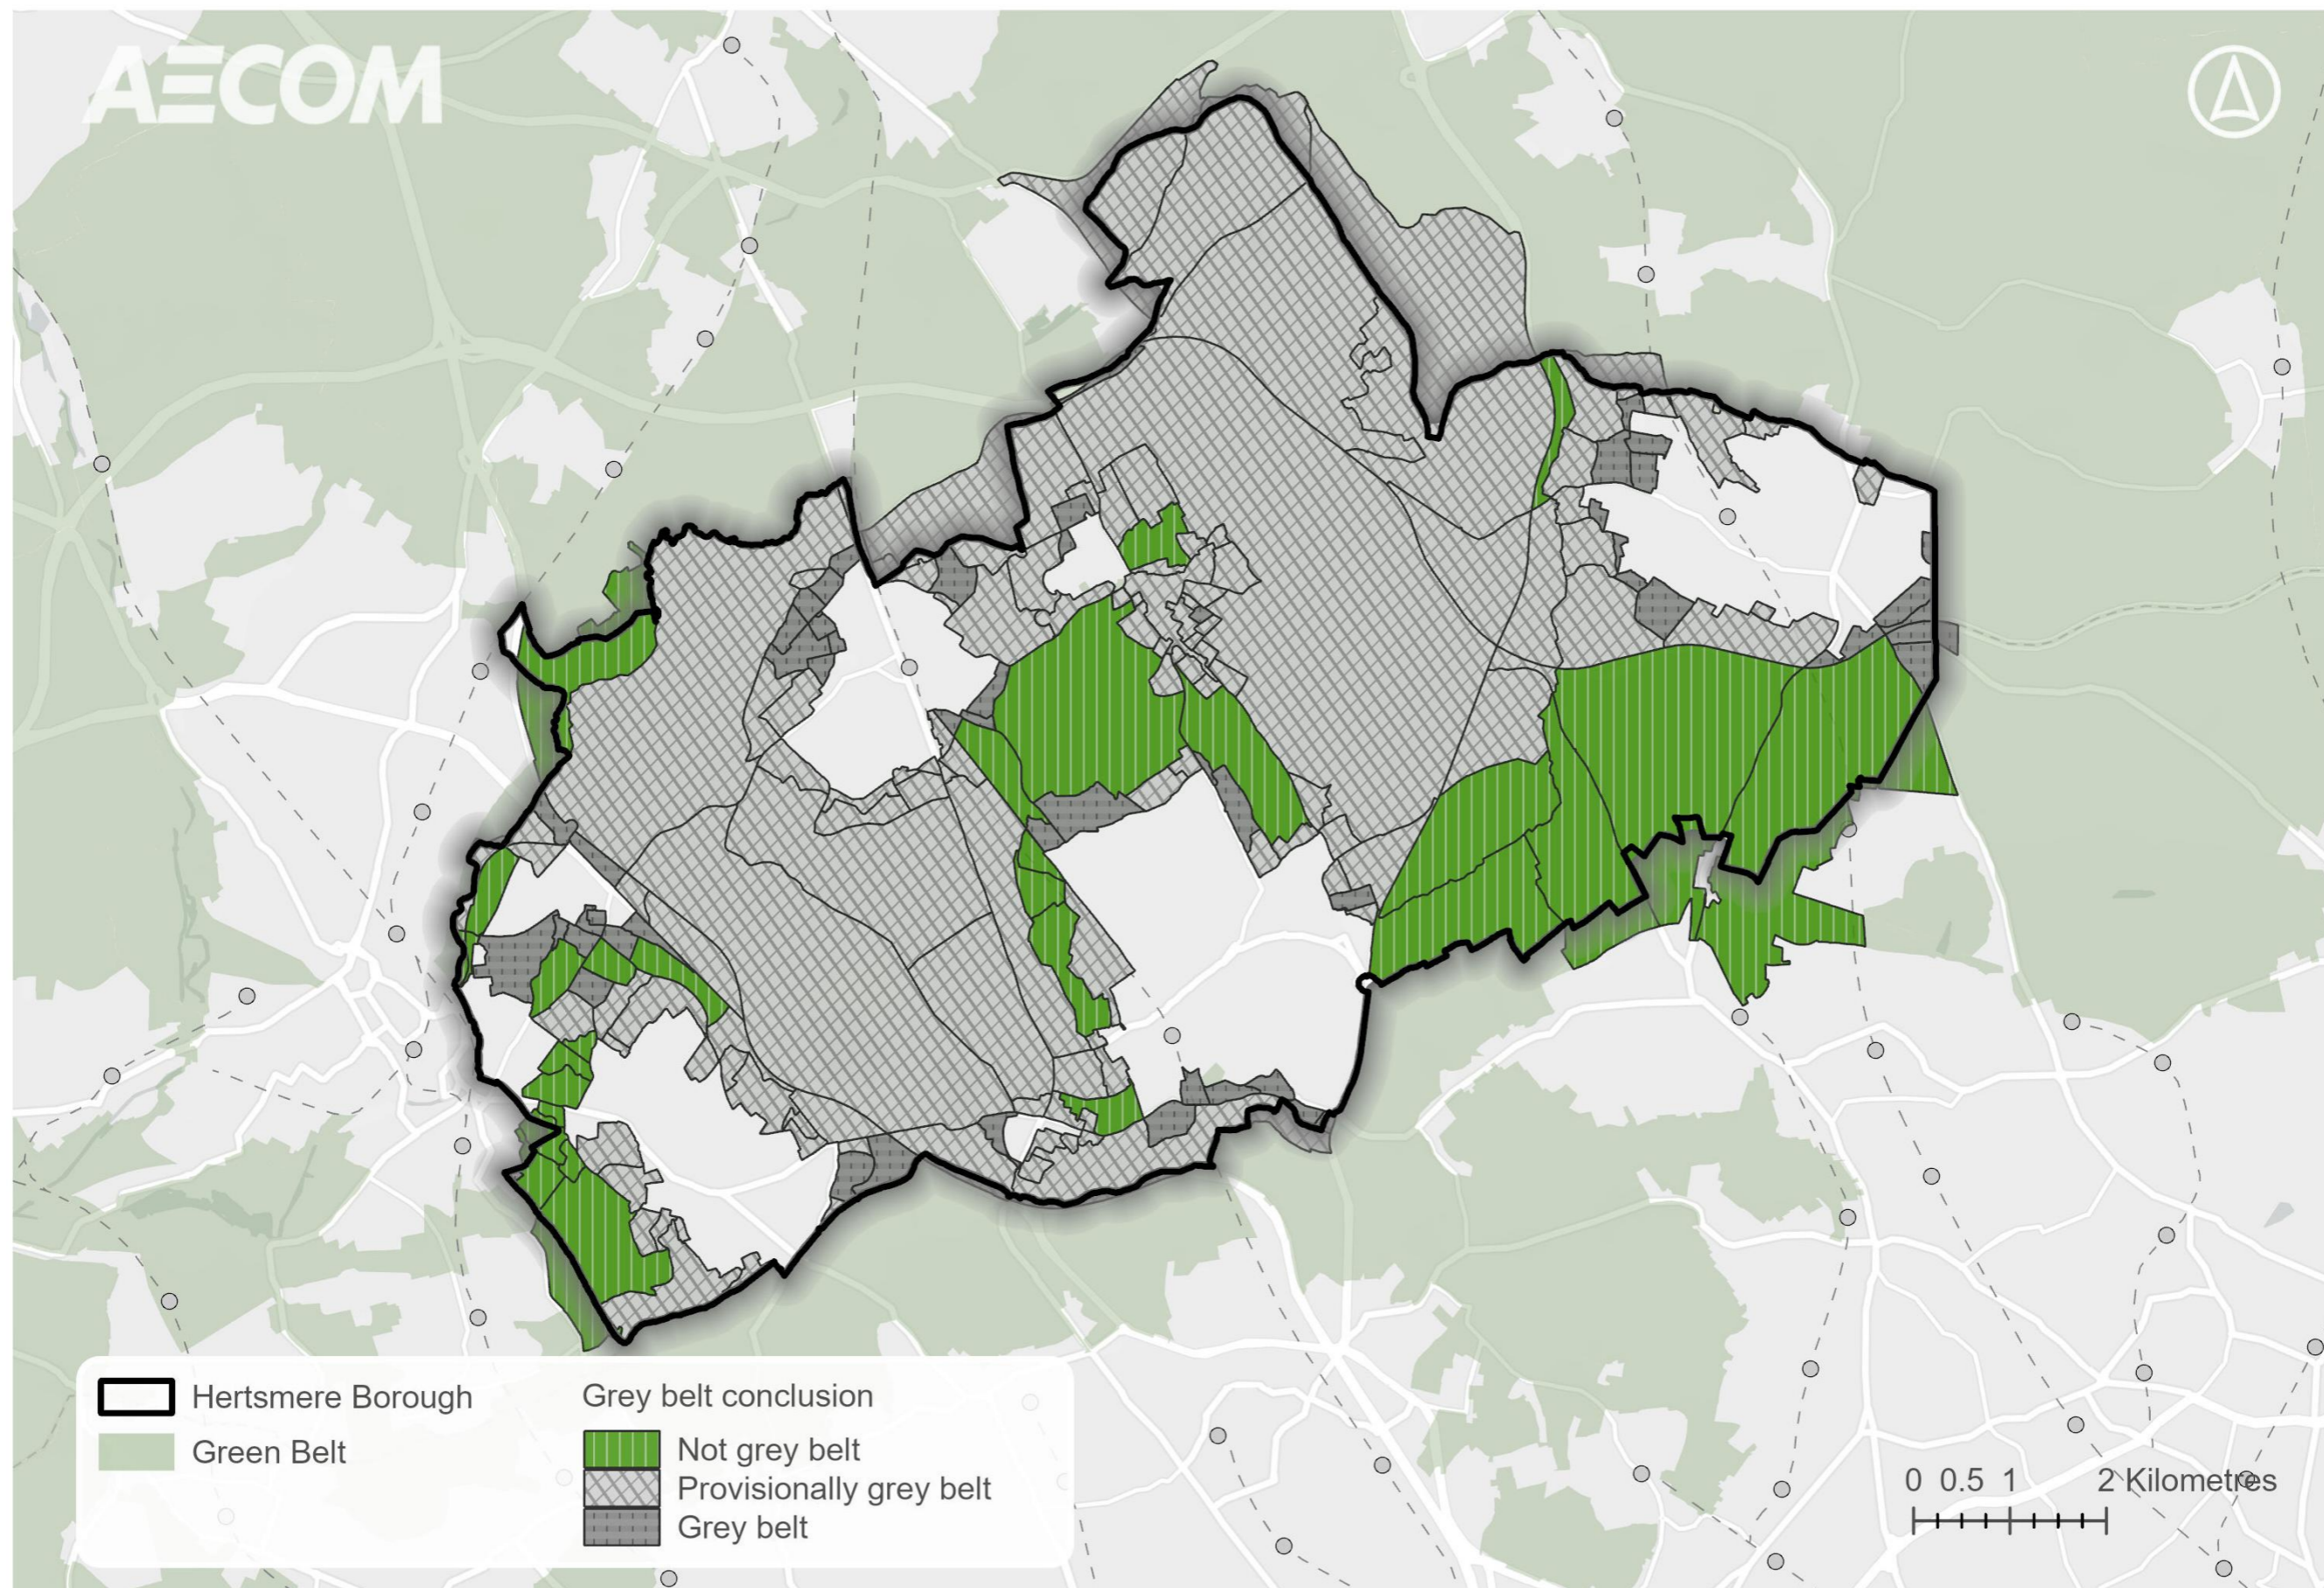 AECOM
Hertsmere Borough
Green Belt
Grey belt conclusion
Not grey belt
Provisionally grey belt
Grey belt
0 0.5 1 2 Kilometres